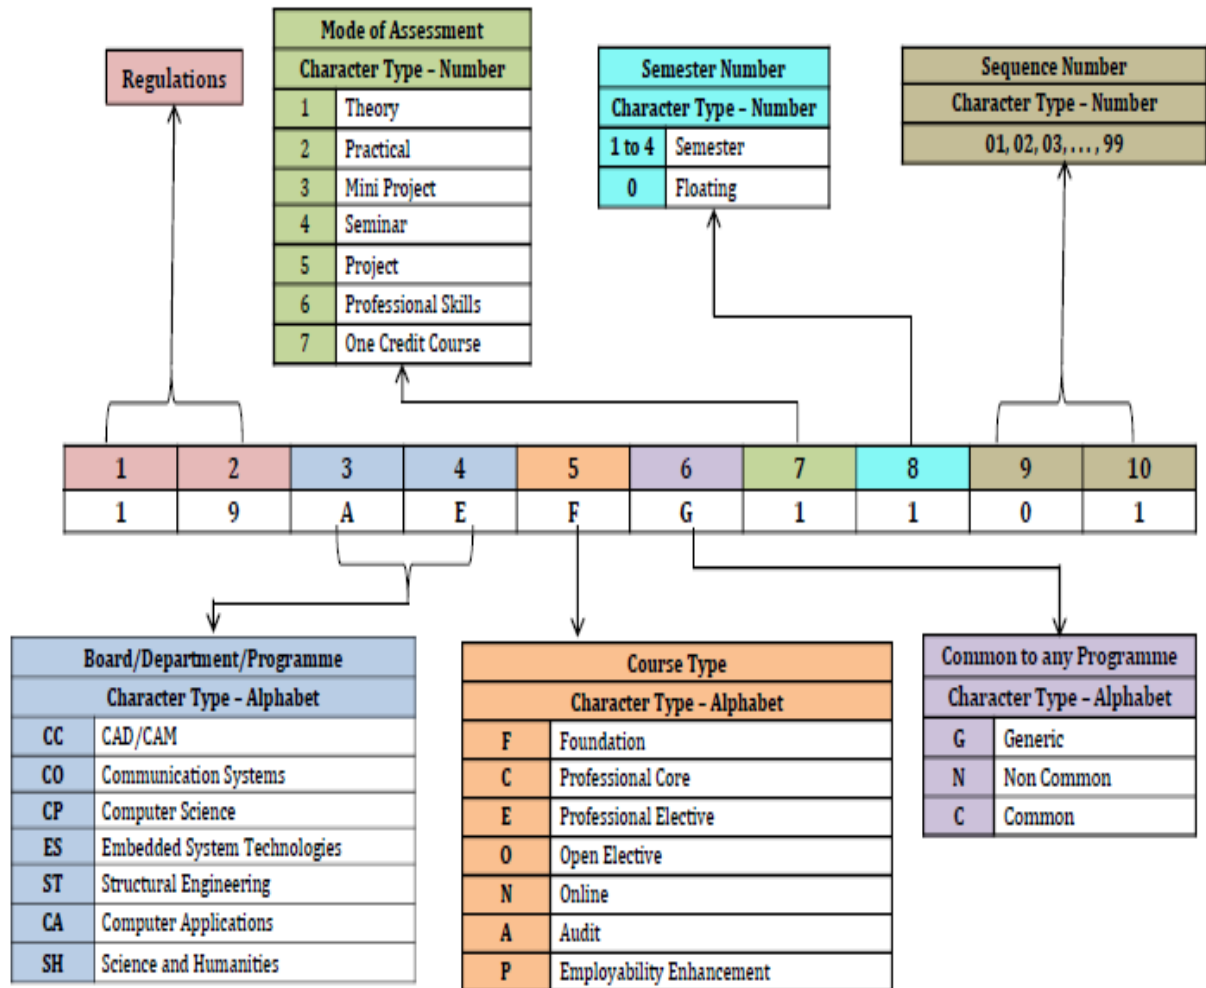 Regulations
Mode of Assessment
Character Type – Number
1 Theory
2 Practical
3 Mini Project
4 Seminar
5 Project
6 Professional Skills
7 One Credit Course
Semester Number
Character Type – Number
1 to 4 Semester
0 Floating
Sequence Number
Character Type – Number
01, 02, 03, . . . , 99
1 2 3 4 5 6 7 8 9 10
1 9 A E F G 1 1 0 1
Board/Department/Programme
Character Type – Alphabet
CC CAD/CAM
CO Communication Systems
CP Computer Science
ES Embedded System Technologies
ST Structural Engineering
CA Computer Applications
SH Science and Humanities
Course Type
Character Type – Alphabet
F Foundation
C Professional Core
E Professional Elective
O Open Elective
N Online
A Audit
P Employability Enhancement
Common to any Programme
Character Type – Alphabet
G Generic
N Non Common
C Common